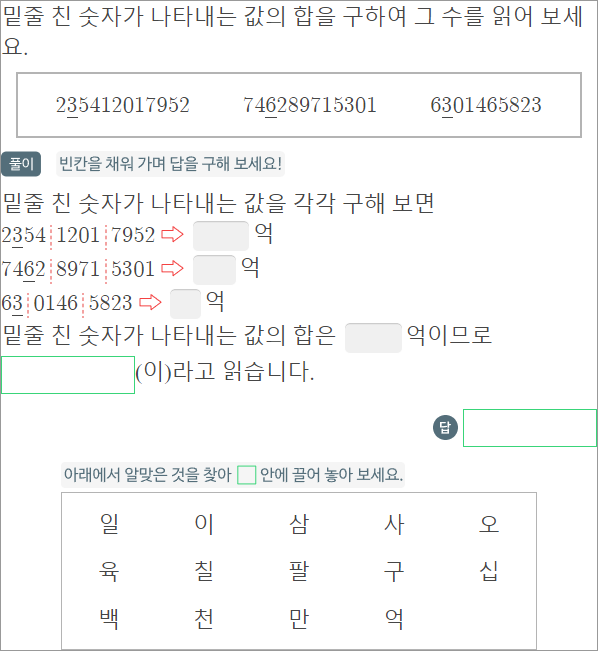 밑줄 친 숫자가 나타내는 값의 합을 구하여 그 수를 읽어 보세
요.
235412017952 746289715301 6301465823
풀이 빈칸을 채워 가며 답을 구해 보세요!
밑줄 친 숫자가 나타내는 값을 각각 구해 보면
2354 1201 7952 ⇨ 억
7462 8971 5301 ⇨ 억
63 0146 5823 ⇨ 억
밑줄 친 숫자가 나타내는 값의 합은 억이므로
(이)라고 읽습니다.
답
아래에서 알맞은 것을 찾아 □ 안에 끌어 놓아 보세요.
일 이 삼 사 오
육 칠 팔 구 십
백 천 만 억